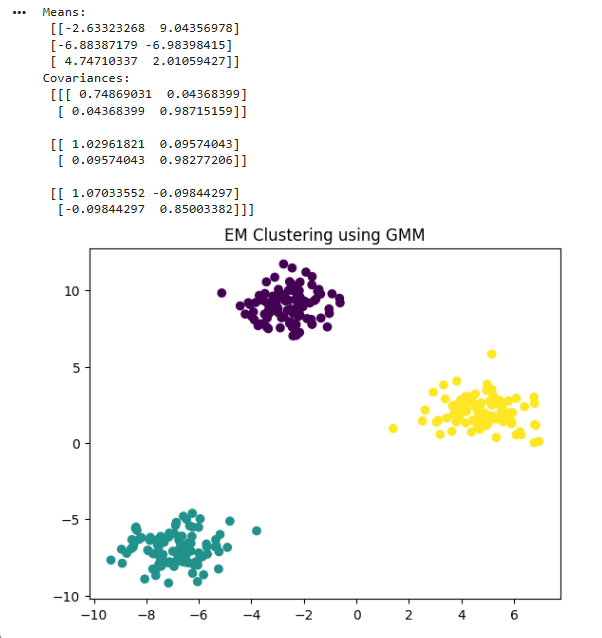 ••• Means:
[[-2.63323268 9.04356978]
[-6.88387179 -6.98398415]
[ 4.74710337 2.01059427]]
Covariances:
[[[ 0.74869031 0.04368399]
[ 0.04368399 0.98715159]]
[[ 1.02961821 0.09574043]
[ 0.09574043 0.98277206]]
[[ 1.07033552 -0.09844297]
[-0.09844297 0.85003382]]]
EM Clustering using GMM
10
5
0
−5
−10
−10 −8 −6 −4 −2 0 2 4 6